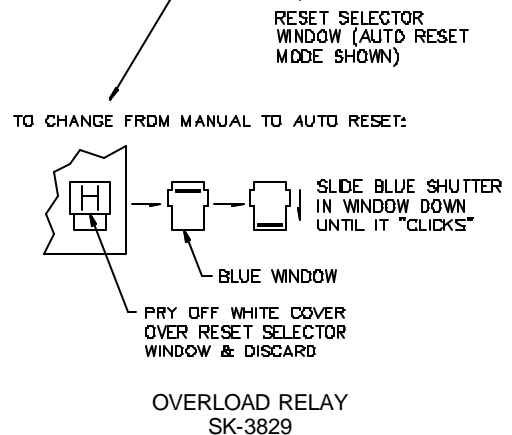 RESET SELECTOR
WINDOW (AUTO RESET
MODE SHOWN)
TO CHANGE FROM MANUAL TO AUTO RESET:
H
SLIDE BLUE SHUTTER
IN WINDOW DOWN
UNTIL IT "CLICKS"
BLUE WINDOW
PRY OFF WHITE COVER
OVER RESET SELECTOR
WINDOW & DISCARD
OVERLOAD RELAY
SK-3829